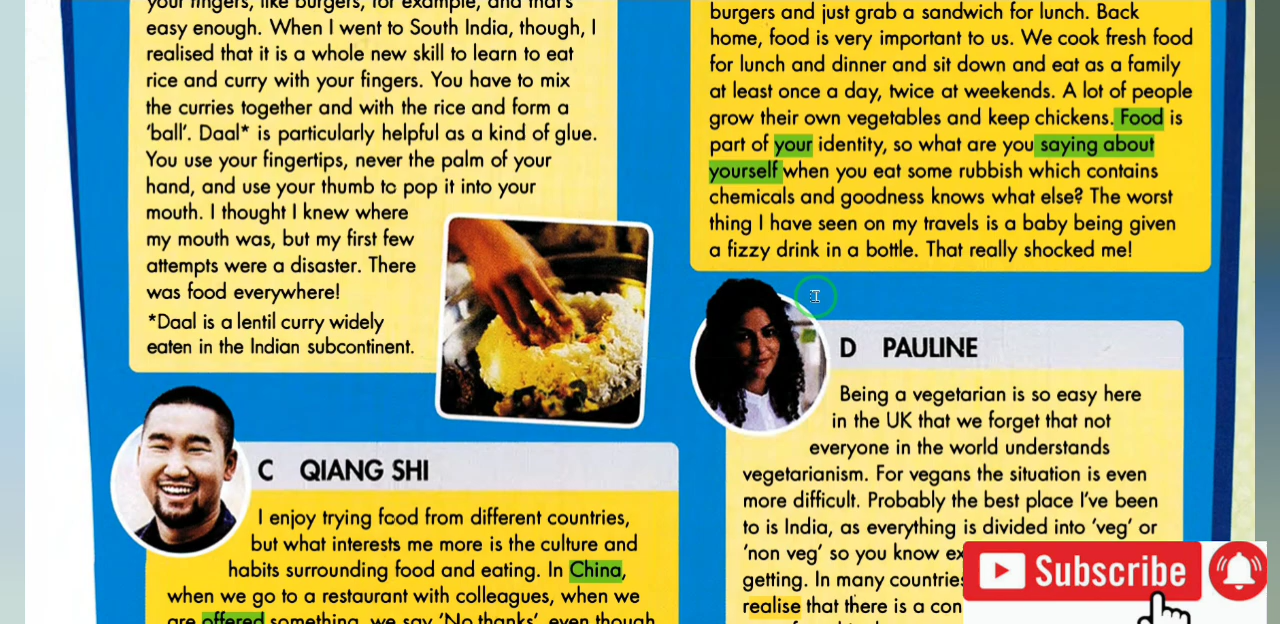 your fingers, like burgers, for example, and that's
easy enough. When I went to South India, though, I
realised that it is a whole new skill to learn to eat
rice and curry with your fingers. You have to mix
the curries together and with the rice and form a
'ball'. Daal* is particularly helpful as a kind of glue.
You use your fingertips, never the palm of your
hand, and use your thumb to pop it into your
mouth. I thought I knew where
my mouth was, but my first few
attempts were a disaster. There
was food everywhere!
*Daal is a lentil curry widely
eaten in the Indian subcontinent.
C QIANG SHI
I enjoy trying food from different countries,
but what interests me more is the culture and
habits surrounding food and eating. In China,
when we go to a restaurant with colleagues, when we
are offered something, we say 'No thanks', even though
burgers and just grab a sandwich for lunch. Back
home, food is very important to us. We cook fresh food
for lunch and dinner and sit down and eat as a family
at least once a day, twice at weekends. A lot of people
grow their own vegetables and keep chickens. Food is
part of your identity, so what are you saying about
yourself when you eat some rubbish which contains
chemicals and goodness knows what else? The worst
thing I have seen on my travels is a baby being given
a fizzy drink in a bottle. That really shocked me!
D PAULINE
Being a vegetarian is so easy here
in the UK that we forget that not
everyone in the world understands
vegetarianism. For vegans the situation is even
more difficult. Probably the best place I've been
to is India, as everything is divided into 'veg' or
'non veg' so you know
getting. In many countries
realise that there is a
Subscribe